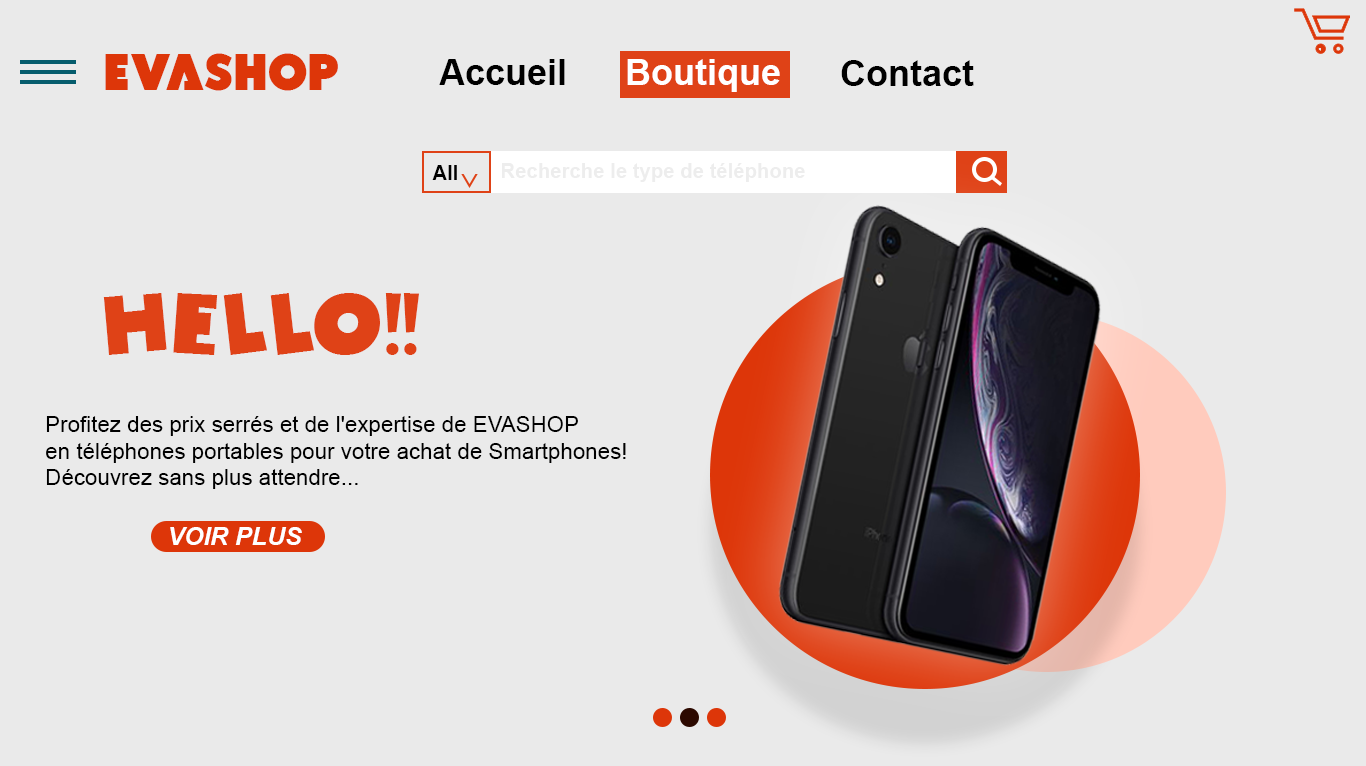 EVASHOP
Accueil
Boutique
Contact
All
Recherche le type de téléphone
HELLO!!
Profitez des prix serrés et de l'expertise de EVASHOP
en téléphones portables pour votre achat de Smartphones!
Découvrez sans plus attendre...
VOIR PLUS